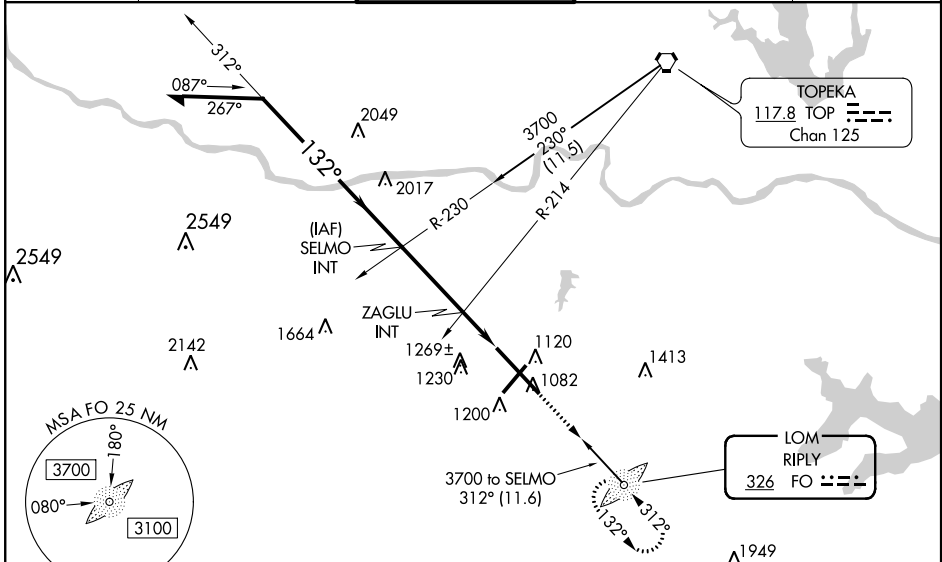 312°
087°
267°
2049
TOPEKA
117.8 TOP
Chan 125
3700
230°
(11.5)
132°
2017
R-230
R-214
(IAF)
SELMO
INT
2549
2549
ZAGLU
INT
1664
1269±
1230
1120
1413
2142
1082
1200
MSA FO 25 NM
180°
3700
080°
3100
3700 to SELMO
312° (11.6)
LOM
RIPLY
326 FO
132°
312°
1949